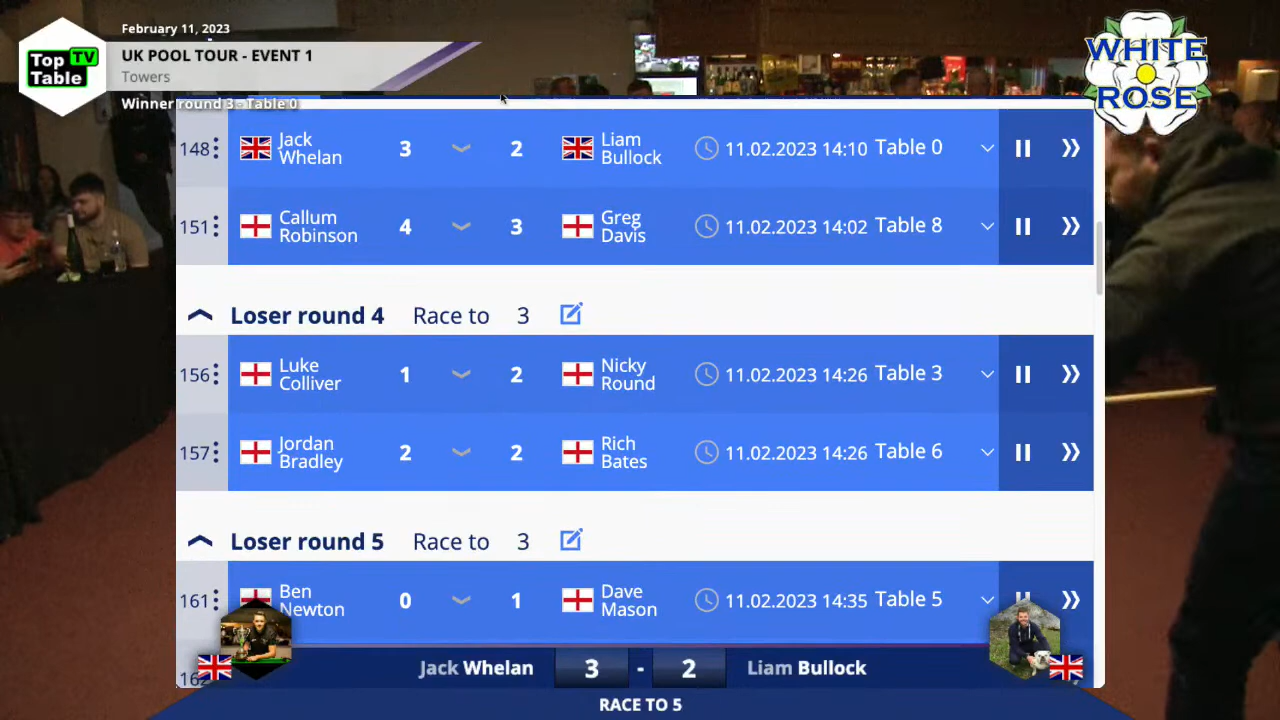 February 11, 2023
UK POOL TOUR - EVENT 1
Towers
Winner round 3 - Table 0
Top TV
Table
WHITE
ROSE
148 Jack Whelan 3 2 Liam Bullock 11.02.2023 14:10 Table 0
151 Callum Robinson 4 3 Greg Davis 11.02.2023 14:02 Table 8
Loser round 4 Race to 3
156 Luke Colliver 1 2 Nicky Round 11.02.2023 14:26 Table 3
157 Jordan Bradley 2 2 Rich Bates 11.02.2023 14:26 Table 6
Loser round 5 Race to 3
161 Ben Newton 0 1 Dave Mason 11.02.2023 14:35 Table 5
Jack Whelan 3 - 2 Liam Bullock
RACE TO 5